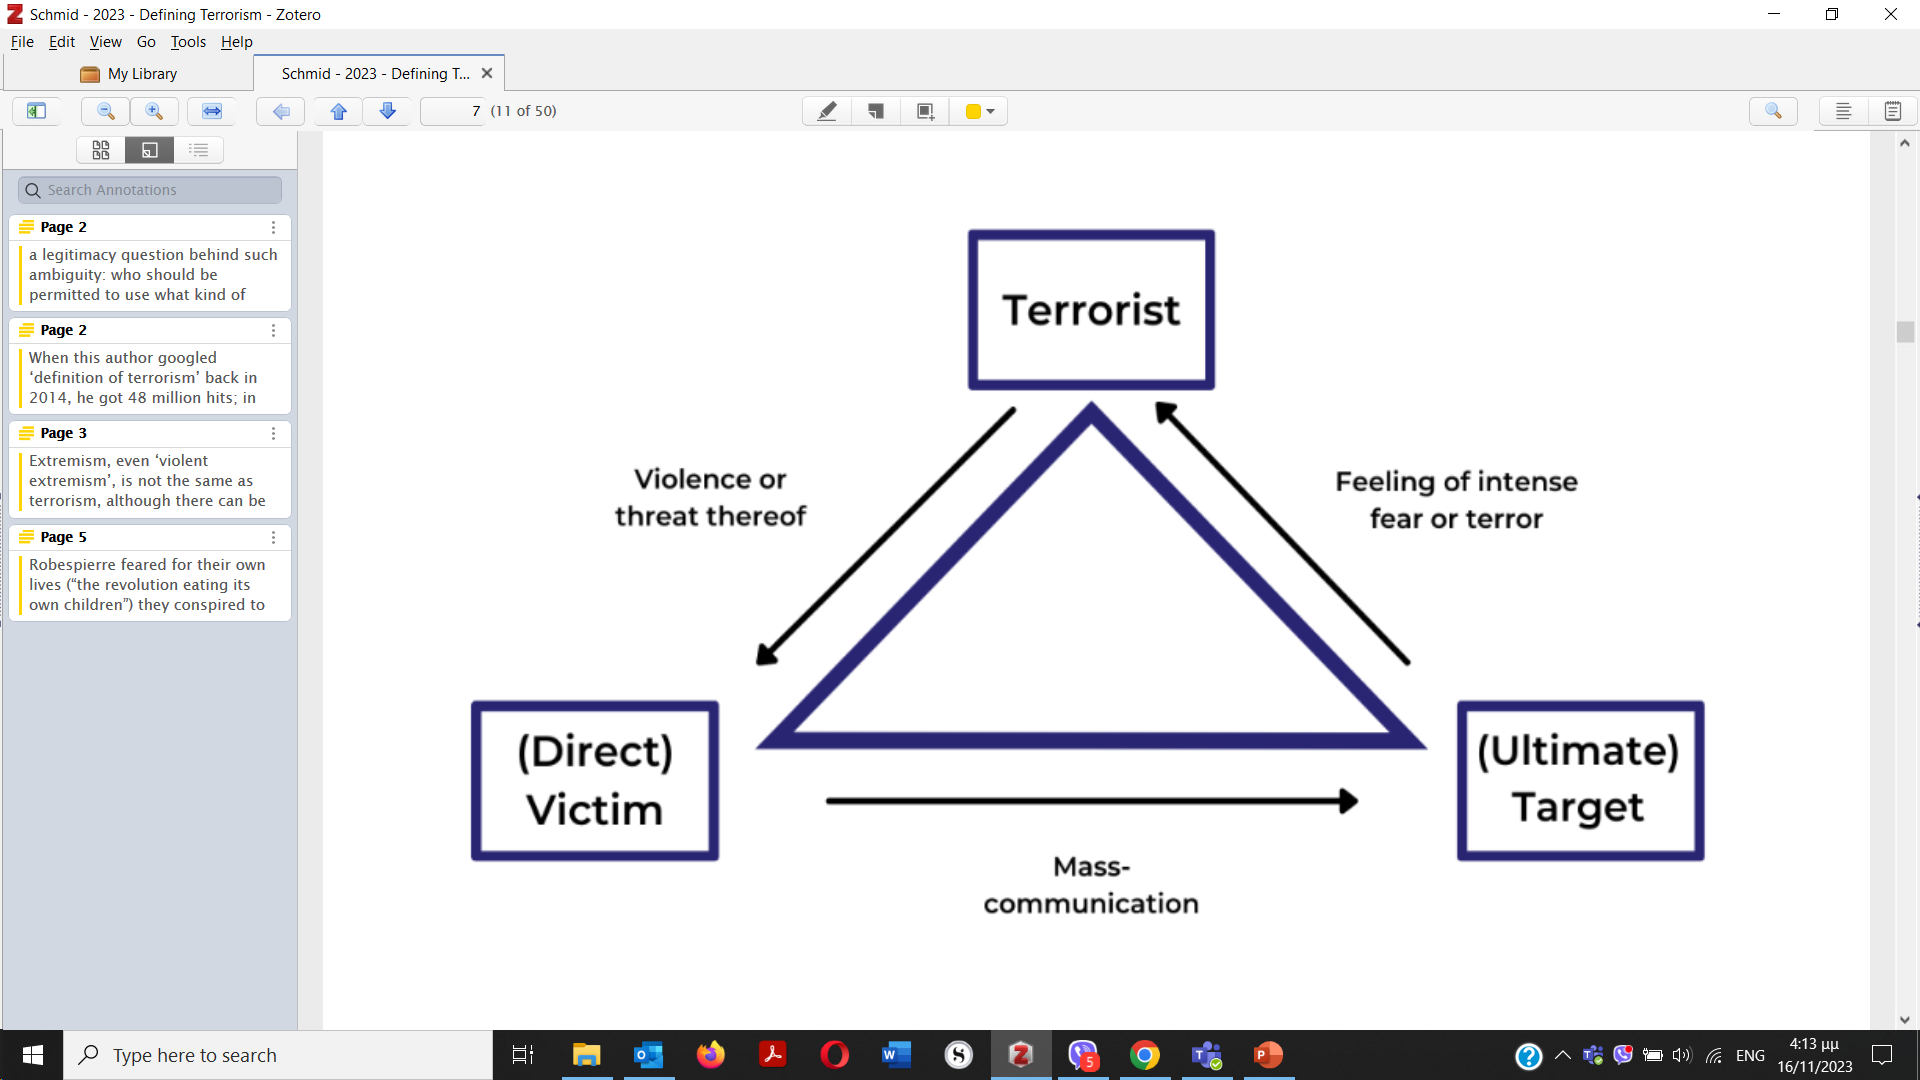 Schmid - 2023 - Defining Terrorism - Zotero
File Edit View Go Tools Help
My Library
Schmid - 2023 - Defining T...
7 (11 of 50)
Search Annotations
Page 2
a legitimacy question behind such
ambiguity: who should be
permitted to use what kind of
Page 2
When this author googled
‘definition of terrorism’ back in
2014, he got 48 million hits; in
Page 3
Extremism, even ‘violent
extremism’, is not the same as
terrorism, although there can be
Page 5
Robespierre feared for their own
lives (“the revolution eating its
own children”) they conspired to
Terrorist
Violence or
threat thereof
Feeling of intense
fear or terror
(Direct)
Victim
(Ultimate)
Target
Mass-
communication
Type here to search
5
ENG
4:13 μμ
16/11/2023